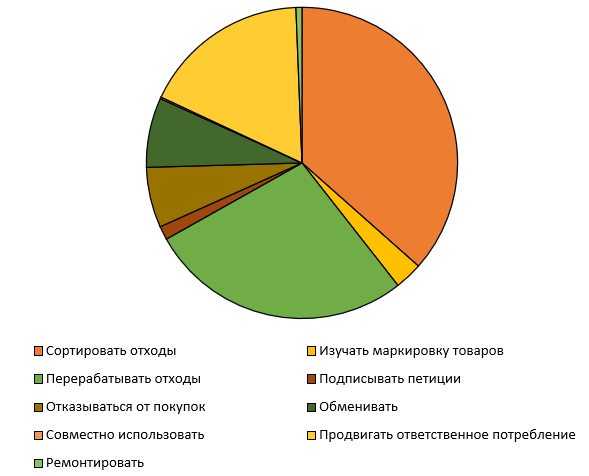 Сортировать отходы
Изучать маркировку товаров
Перерабатывать отходы
Подписывать петиции
Отказываться от покупок
Обменивать
Совместно использовать
Продвигать ответственное потребление
Ремонтировать